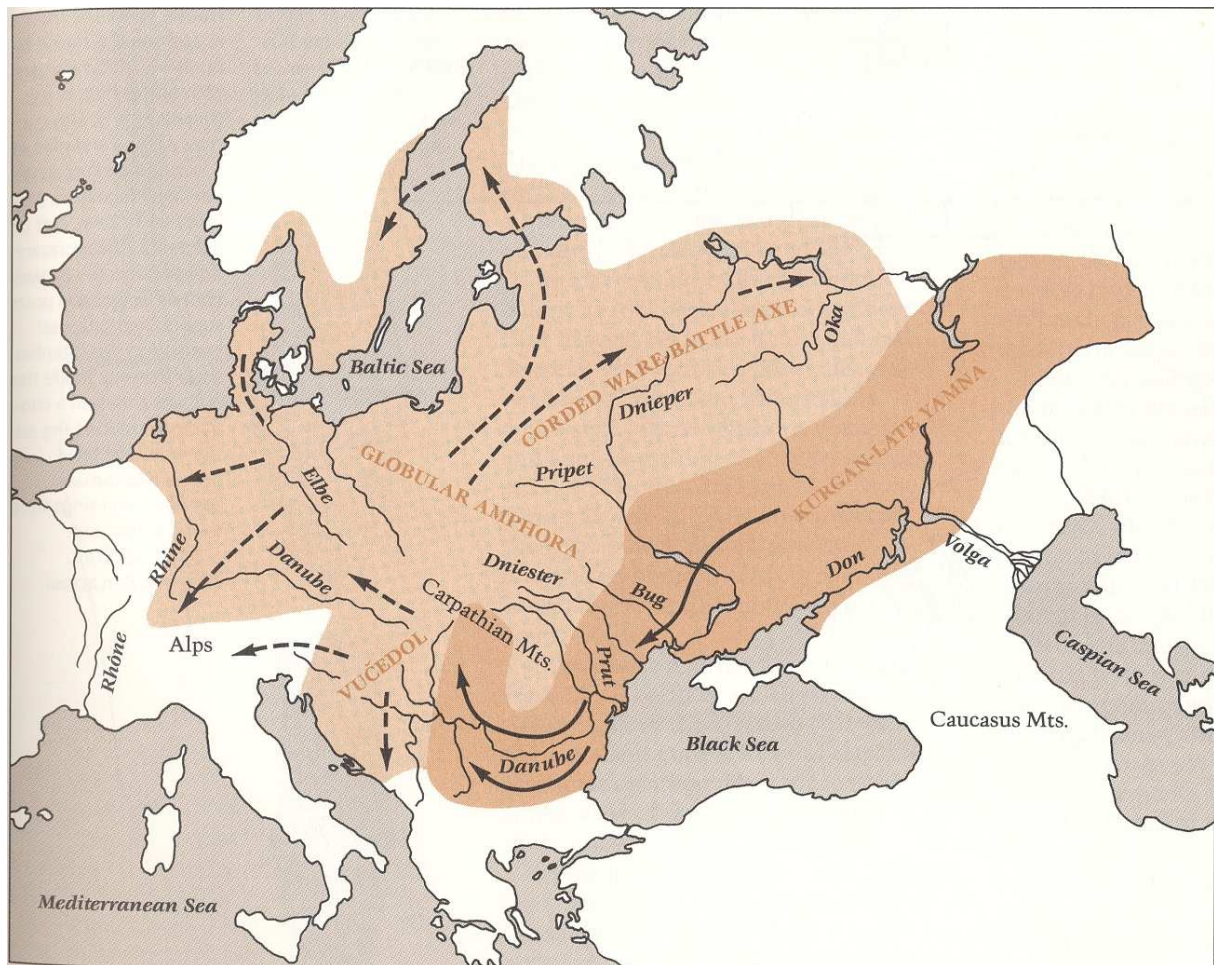 Baltic Sea
CORDED WARE-BATTLE AXE
Oka
Dnieper
GLOBULAR AMPHORA
Pripet
KURGAN-LATE YAMNA
Elbe
Rhine
Danube
Dniester
Bug
Don
Volga
Carpathian Mts.
Prut
Alps
VUČEDOL
Rhône
Caspian Sea
Caucasus Mts.
Black Sea
Danube
Mediterranean Sea